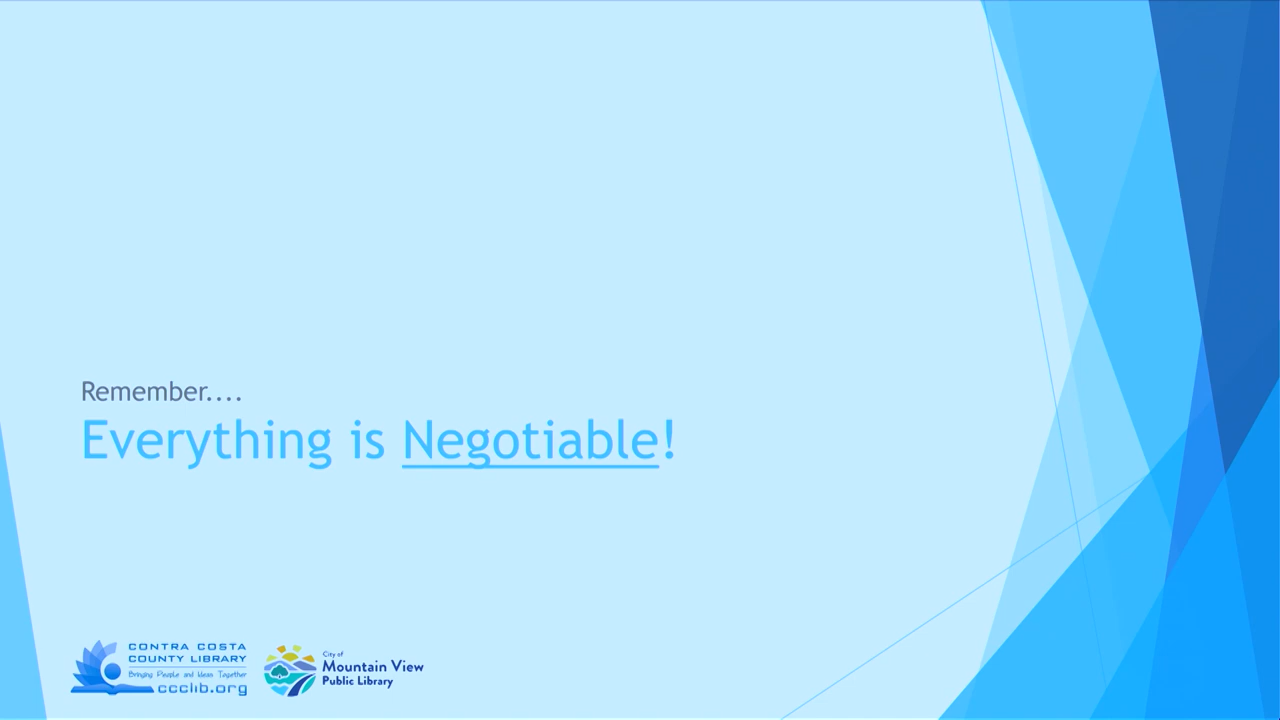 Remember....
Everything is Negotiable!
CONTRA COSTA
COUNTY LIBRARY
Bringing People and Ideas Together
ccclib.org
City of
Mountain View
Public Library